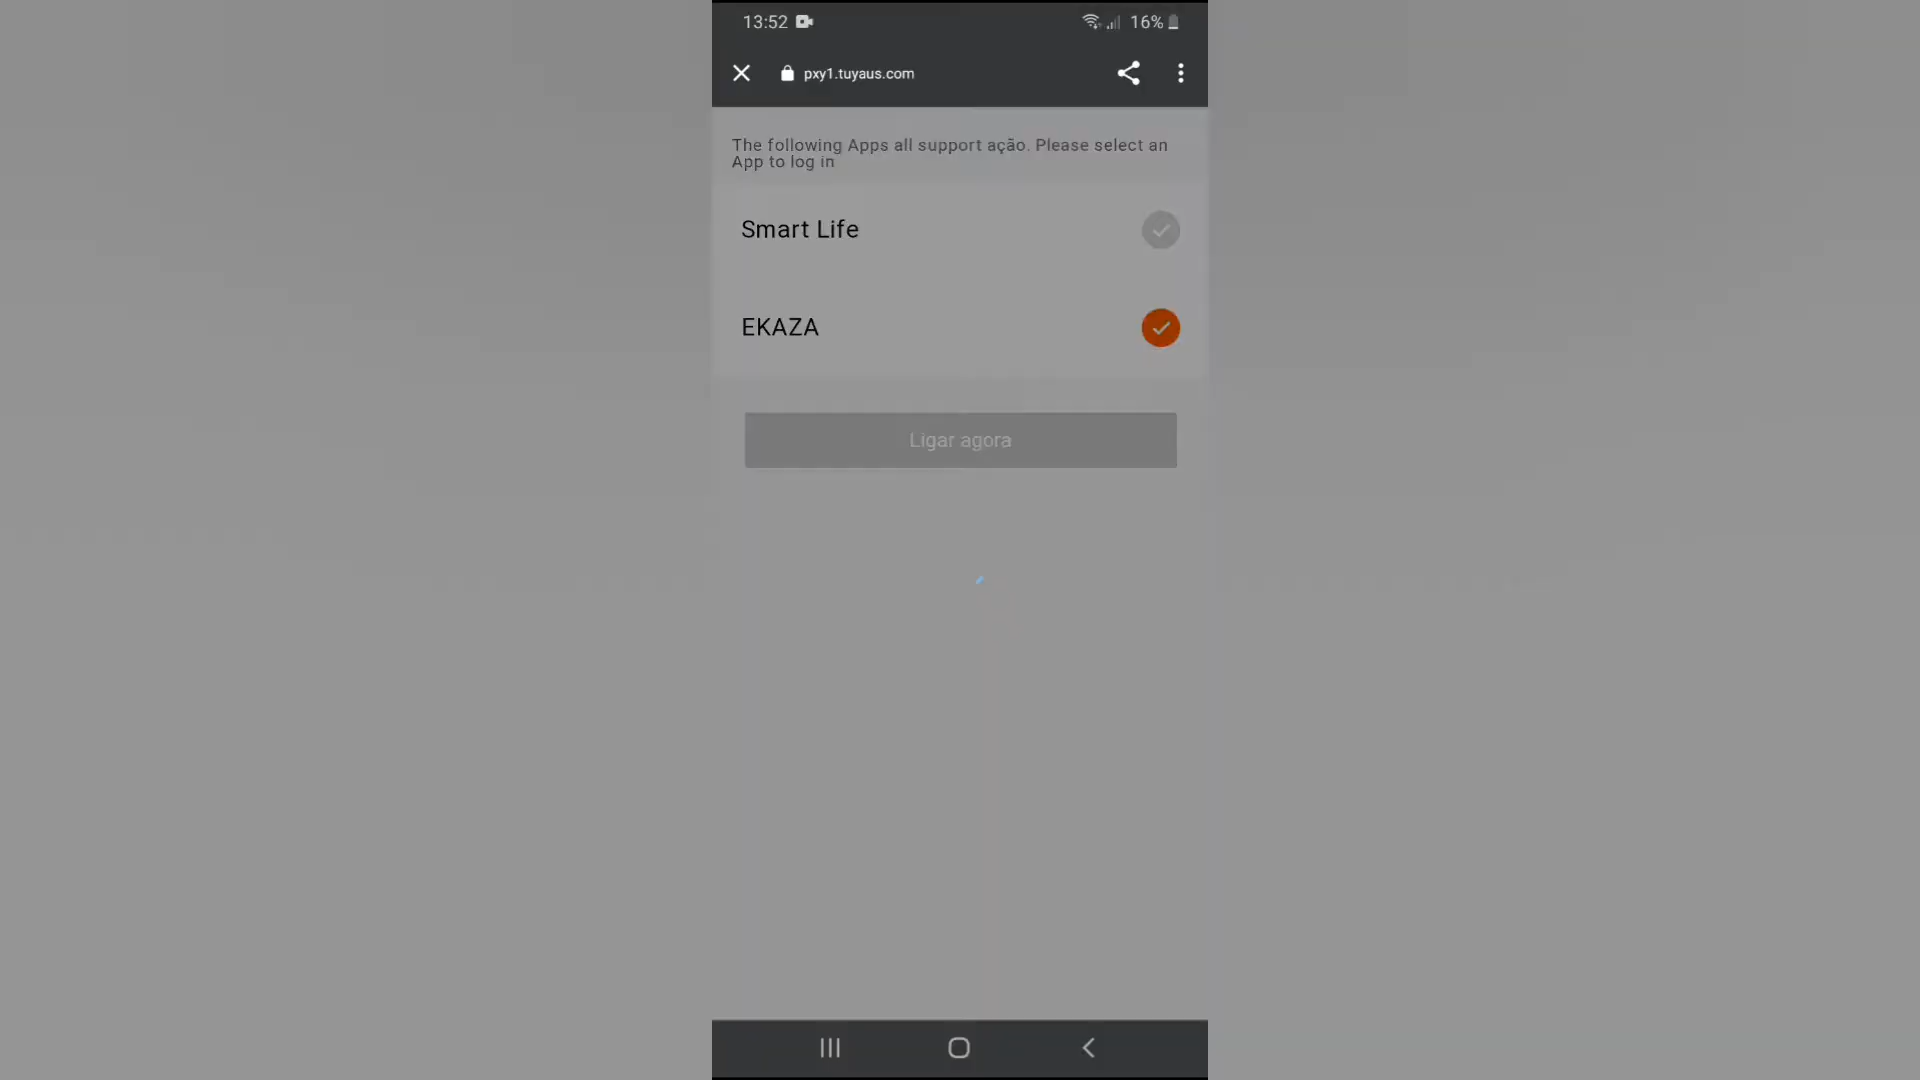 13:52
16%
pxy1.tuyaus.com
The following Apps all support ação. Please select an
App to log in
Smart Life
EKAZA
Ligar agora